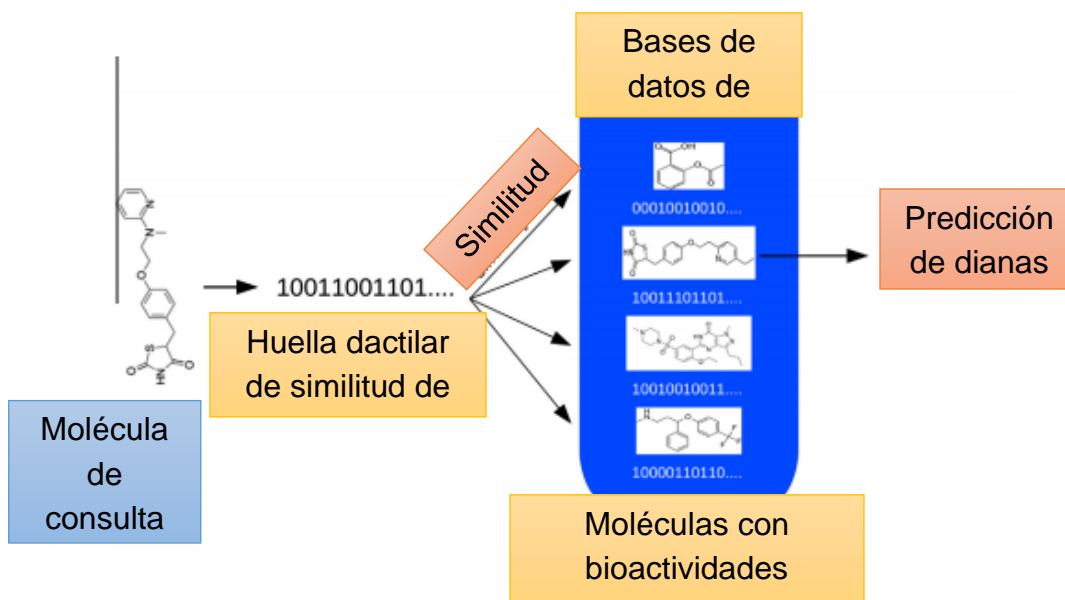 Bases de
datos de
Similitud
00010010010....
Predicción
de dianas
10011001101....
10011101101....
Huella dactilar
de similitud de
10010010011....
Molécula
de
consulta
10000110110....
Moléculas con
bioactividades